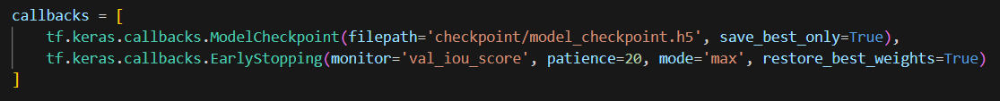 callbacks = [
    tf.keras.callbacks.ModelCheckpoint(filepath='checkpoint/model_checkpoint.h5', save_best_only=True),
    tf.keras.callbacks.EarlyStopping(monitor='val_iou_score', patience=20, mode='max', restore_best_weights=True)
]